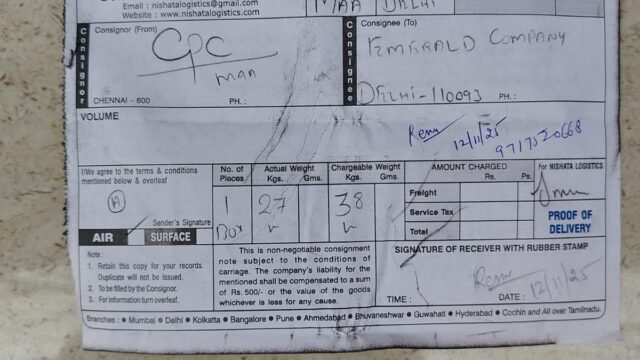 Email : nishatalogistics@gmail.com
Website : www.nishatalogistics.com
MAA DELHI
Consignor
Consignor (From)
CPC
MAA
CHENNAI - 600 PH. :
Consignee
Consignee (To)
EMERALD COMPANY
DELHI-110093 PH. :
VOLUME
Renu 12/11/25
9717520668
I/We agree to the terms & conditions
mentioned below & overleaf
A
Sender's Signature
AIR SURFACE
No. of Pieces
1
BOX
Actual Weight
Kgs. Gms.
27
Chargeable Weight
Kgs. Gms.
38
AMOUNT CHARGED
Rs. Ps.
Freight
Service Tax
Total
For NISHATA LOGISTICS
PROOF OF
DELIVERY
Note :
1. Retain this copy for your records.
Duplicate will not be issued.
2. To be filled by the Consignor.
3. For information turn overleaf.
This is non-negotiable consignment
note subject to the conditions of
carriage. The company's liability for the
mentioned shall be compensated to a sum
of Rs. 500/- or the value of the goods
whichever is less for any cause.
SIGNATURE OF RECEIVER WITH RUBBER STAMP
Renu
TIME : DATE : 12/11/25
Branches : • Mumbai • Delhi • Kolkatta • Bangalore • Pune • Ahmedabad • Bhuvaneshwar • Guwahati • Hyderabad • Cochin and All over Tamilnadu.